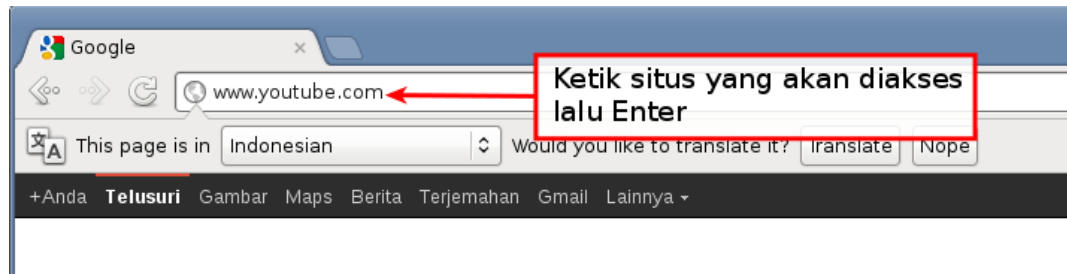 Google
www.youtube.com
Ketik situs yang akan diakses
lalu Enter
This page is in Indonesian Would you like to translate it? Translate Nope
+Anda Telusuri Gambar Maps Berita Terjemahan Gmail Lainnya